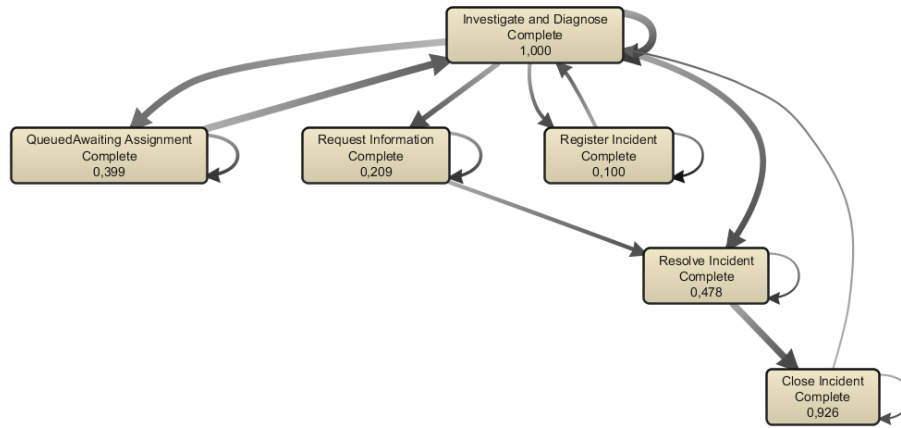 Investigate and Diagnose
Complete
1,000
QueuedAwaiting Assignment
Complete
0,399
Request Information
Complete
0,209
Register Incident
Complete
0,100
Resolve Incident
Complete
0,478
Close Incident
Complete
0,926